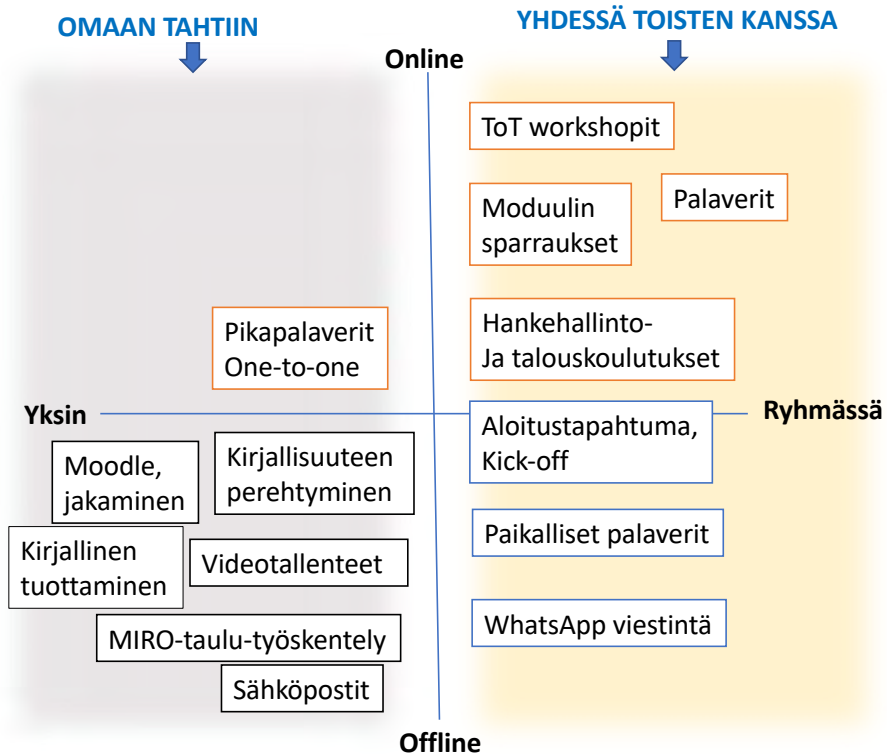 OMAAN TAHTIIN
YHDESSÄ TOISTEN KANSSA
Online
ToT workshopit
Moduulin
sparraukset
Palaverit
Pikapalaverit
One-to-one
Hankehallinto-
Ja talouskoulutukset
Yksin
Ryhmässä
Aloitustapahtuma,
Kick-off
Moodle,
jakaminen
Kirjallisuuteen
perehtyminen
Kirjallinen
tuottaminen
Videotallenteet
Paikalliset palaverit
MIRO-taulu-työskentely
WhatsApp viestintä
Sähköpostit
Offline